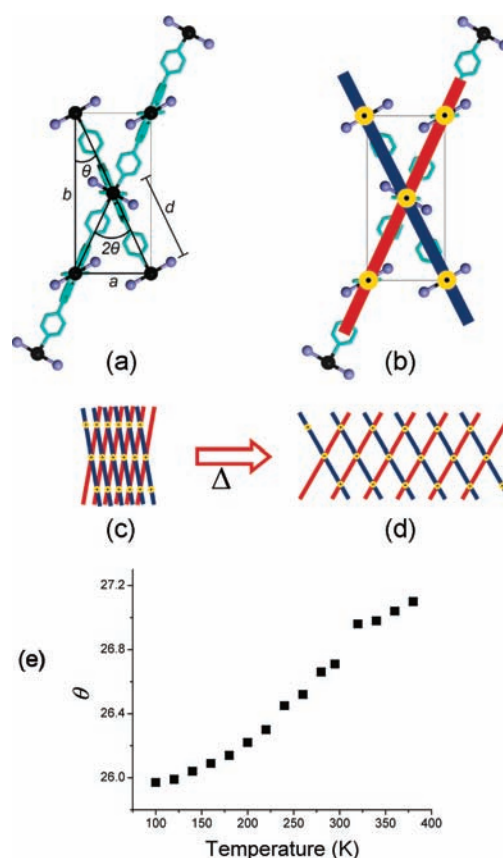 θ
b
d
2θ
a
(a)
(b)
Δ
(c)
(d)
(e)
27.2
26.8
26.4
26.0
θ
100 150 200 250 300 350 400
Temperature (K)